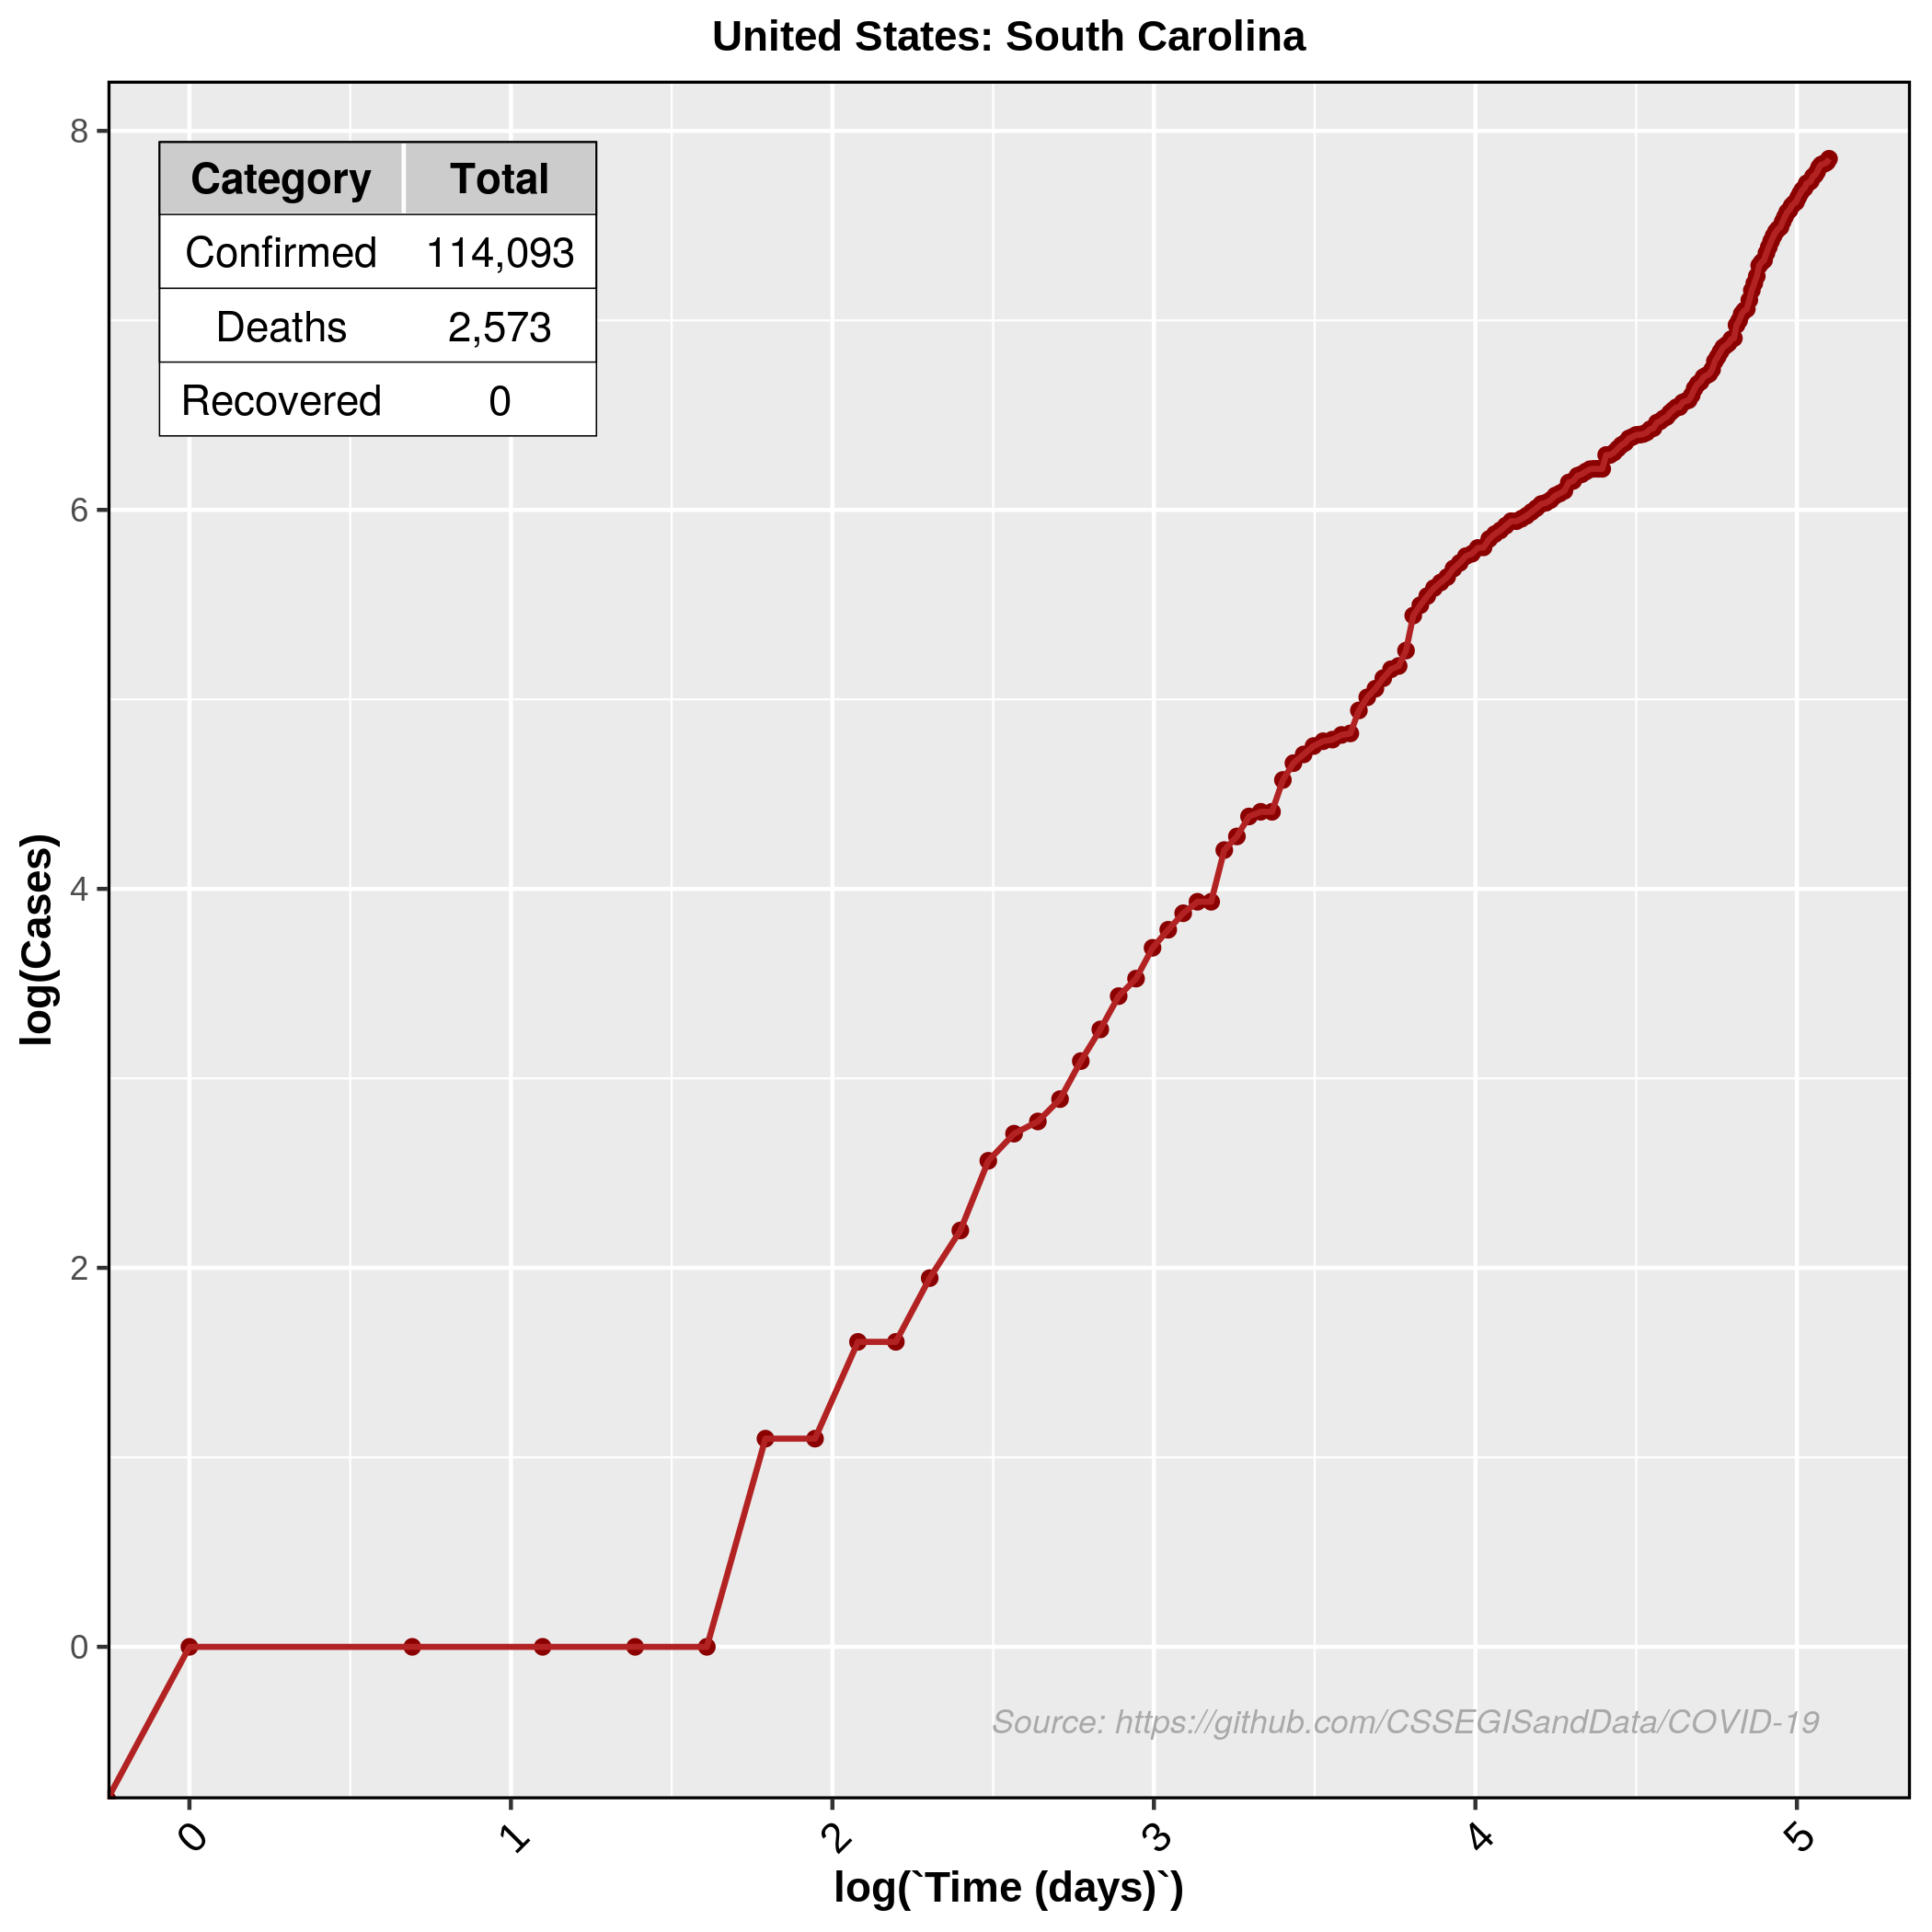 United States: South Carolina
Category Total
Confirmed 114,093
Deaths 2,573
Recovered 0
8
6
4
2
0
log(Cases)
Source: https://github.com/CSSEGISandData/COVID-19
0 1 2 3 4 5
log(`Time (days)`)